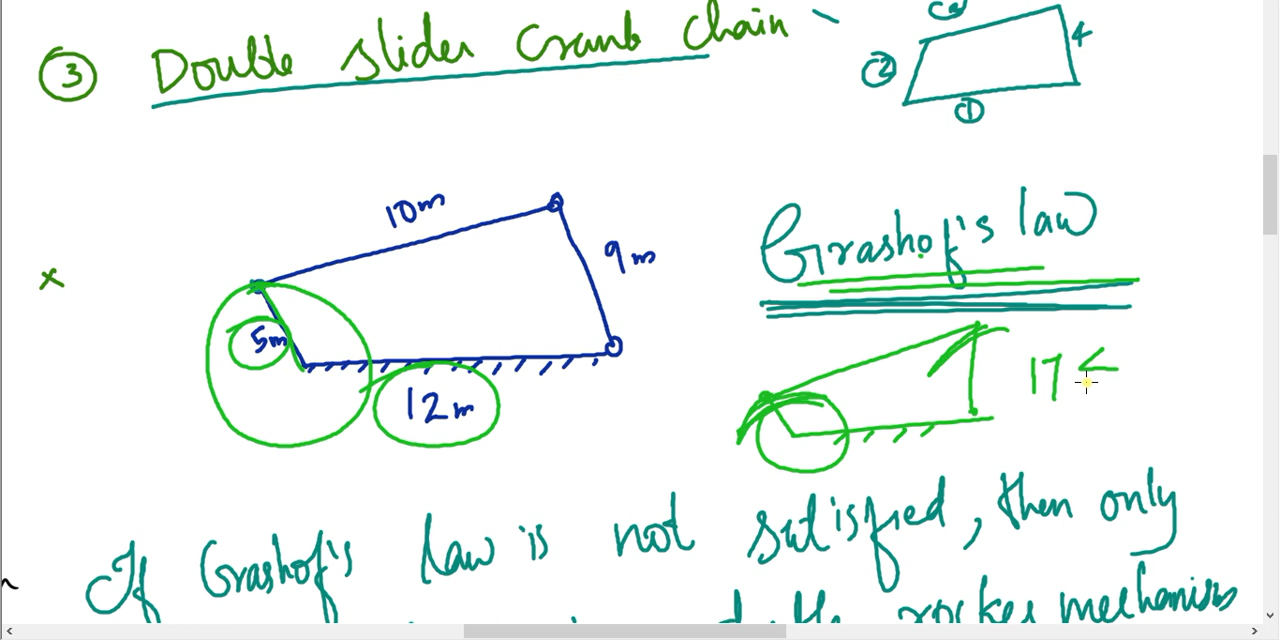 ③ Double slider Crank Chain
② 4 ①
10m
9m
5m
12m
Grashof's law
17 <
×
If Grashof's law is not satisfied, then only
rocker mechanism